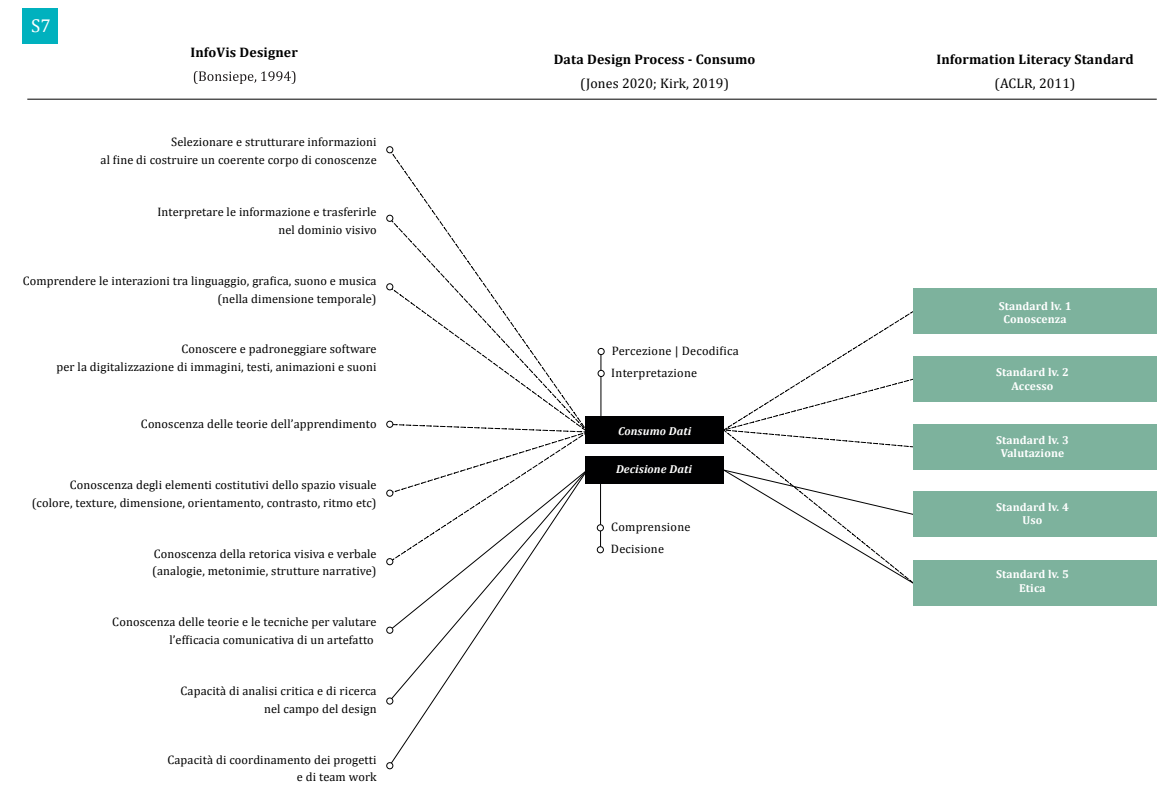 S7
InfoVis Designer
(Bonsiepe, 1994)
Data Design Process - Consumo
(Jones 2020; Kirk, 2019)
Information Literacy Standard
(ACLR, 2011)
Selezionare e strutturare informazioni
al fine di costruire un coerente corpo di conoscenze
Interpretare le informazione e trasferirle
nel dominio visivo
Comprendere le interazioni tra linguaggio, grafica, suono e musica
(nella dimensione temporale)
Conoscere e padroneggiare software
per la digitalizzazione di immagini, testi, animazioni e suoni
Conoscenza delle teorie dell'apprendimento
Conoscenza degli elementi costitutivi dello spazio visuale
(colore, texture, dimensione, orientamento, contrasto, ritmo etc)
Conoscenza della retorica visiva e verbale
(analogie, metonimie, strutture narrative)
Conoscenza delle teorie e le tecniche per valutare
l'efficacia comunicativa di un artefatto
Capacità di analisi critica e di ricerca
nel campo del design
Capacità di coordinamento dei progetti
e di team work
Percezione | Decodifica
Interpretazione
Consumo Dati
Decisione Dati
Comprensione
Decisione
Standard lv. 1
Conoscenza
Standard lv. 2
Accesso
Standard lv. 3
Valutazione
Standard lv. 4
Uso
Standard lv. 5
Etica